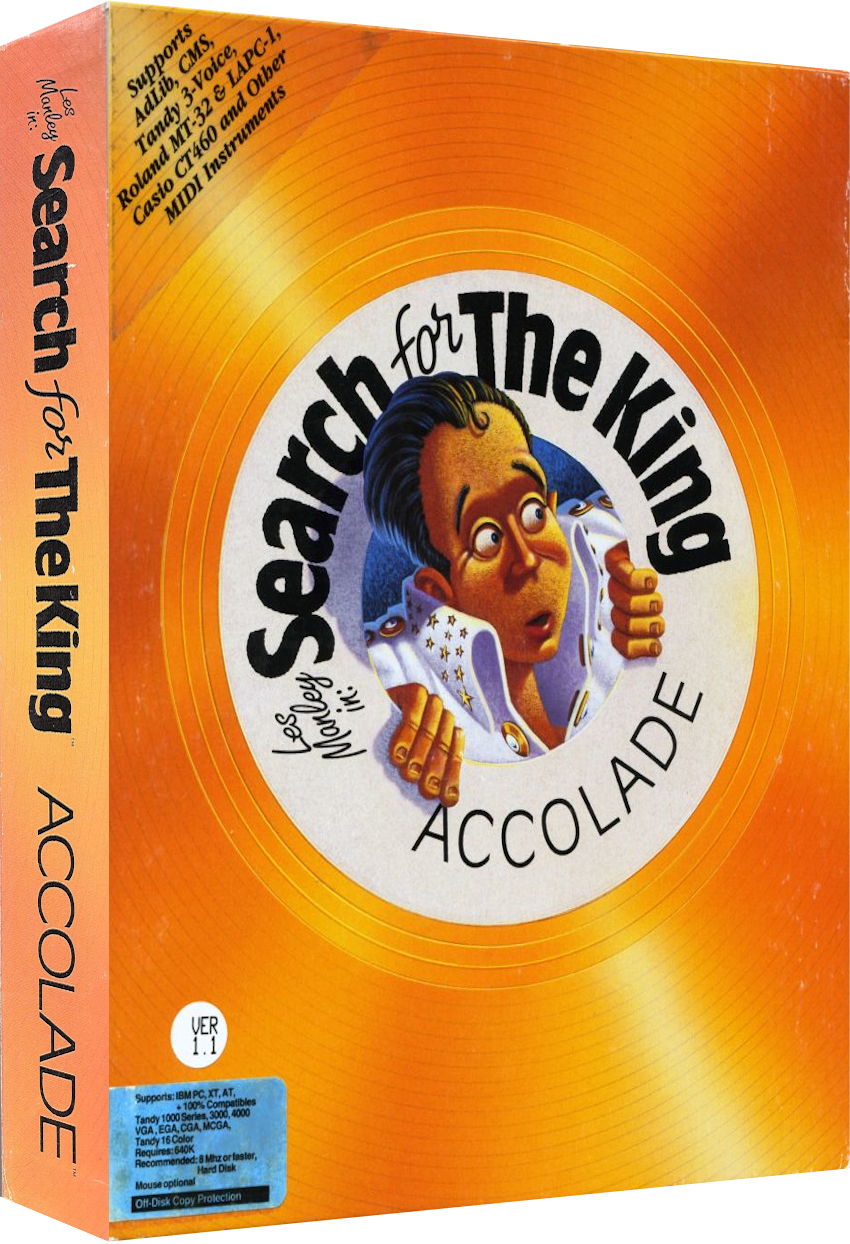 Supports
AdLib, CMS,
Tandy 3-Voice,
Roland MT-32 & LAPC-1,
Casio CT460 and Other
MIDI Instruments
Les
Manley
in:
Search for The King
ACCOLADE
Les
Manley
in:
Search for The King™
ACCOLADE™
VER
1.1
Supports: IBM PC, XT, AT,
+ 100% Compatibles
Tandy 1000 Series, 3000, 4000
VGA, EGA, CGA, MCGA,
Tandy 16 Color
Requires: 640K
Recommended: 8 Mhz or faster,
Hard Disk
Mouse optional
Off-Disk Copy Protection